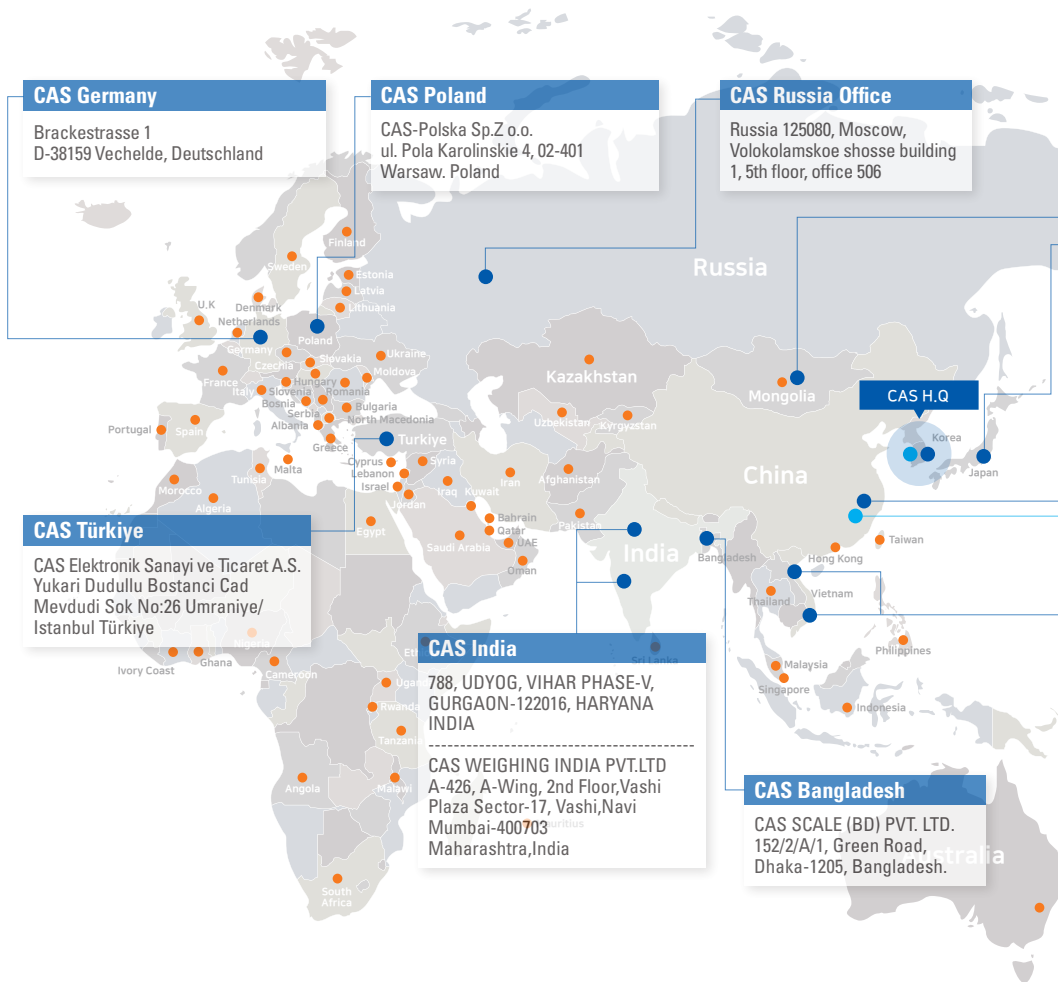 CAS Germany
Brackestrasse 1
D-38159 Vechelde, Deutschland
CAS Poland
CAS-Polska Sp.Z o.o.
ul. Pola Karolinskie 4, 02-401
Warsaw. Poland
CAS Russia Office
Russia 125080, Moscow,
Volokolamskoe shosse building
1, 5th floor, office 506
Finland
Sweden
Russia
Estonia
Latvia
Lithuania
U.K
Denmark
Netherlands
Poland
Germany
Czechia
Slovakia
Ukraine
Moldova
France
Hungary
Italy
Slovenia
Romania
Bosnia
Bulgaria
Serbia
North Macedonia
Albania
Greece
Portugal
Spain
Kazakhstan
Mongolia
CAS H.Q
Uzbekistan
Kyrgyzstan
Korea
Japan
Turkiye
China
Malta
Cyprus
Syria
Lebanon
Israel
Iraq
Kuwait
Iran
Afghanistan
Jordan
Morocco
Tunisia
Algeria
Egypt
Bahrain
Qatar
UAE
Saudi Arabia
Oman
Pakistan
India
Bangladesh
Hong Kong
Taiwan
Thailand
Vietnam
CAS Türkiye
CAS Elektronik Sanayi ve Ticaret A.S.
Yukari Dudullu Bostanci Cad
Mevdudi Sok No:26 Umraniye/
Istanbul Türkiye
Nigeria
Ivory Coast
Ghana
Cameroon
Sri Lanka
Philippines
Malaysia
Singapore
Indonesia
Rwanda
Tanzania
Angola
Malawi
South
Africa
CAS India
788, UDYOG, VIHAR PHASE-V,
GURGAON-122016, HARYANA
INDIA
CAS WEIGHING INDIA PVT.LTD
A-426, A-Wing, 2nd Floor,Vashi
Plaza Sector-17, Vashi,Navi
Mumbai-400703
Maharashtra,India
CAS Bangladesh
CAS SCALE (BD) PVT. LTD.
152/2/A/1, Green Road,
Dhaka-1205, Bangladesh.
Australia